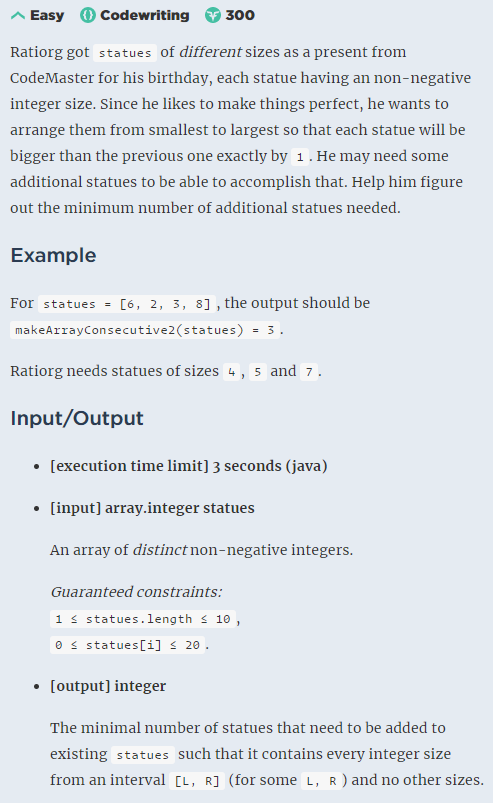 Easy Codewriting 300
Ratiorg got statues of different sizes as a present from
CodeMaster for his birthday, each statue having an non-negative
integer size. Since he likes to make things perfect, he wants to
arrange them from smallest to largest so that each statue will be
bigger than the previous one exactly by 1. He may need some
additional statues to be able to accomplish that. Help him figure
out the minimum number of additional statues needed.
Example
For statues = [6, 2, 3, 8], the output should be
makeArrayConsecutive2(statues) = 3.
Ratiorg needs statues of sizes 4, 5 and 7.
Input/Output
• [execution time limit] 3 seconds (java)
• [input] array.integer statues
An array of distinct non-negative integers.
Guaranteed constraints:
1 ≤ statues.length ≤ 10,
0 ≤ statues[i] ≤ 20.
• [output] integer
The minimal number of statues that need to be added to
existing statues such that it contains every integer size
from an interval [L, R] (for some L, R) and no other sizes.